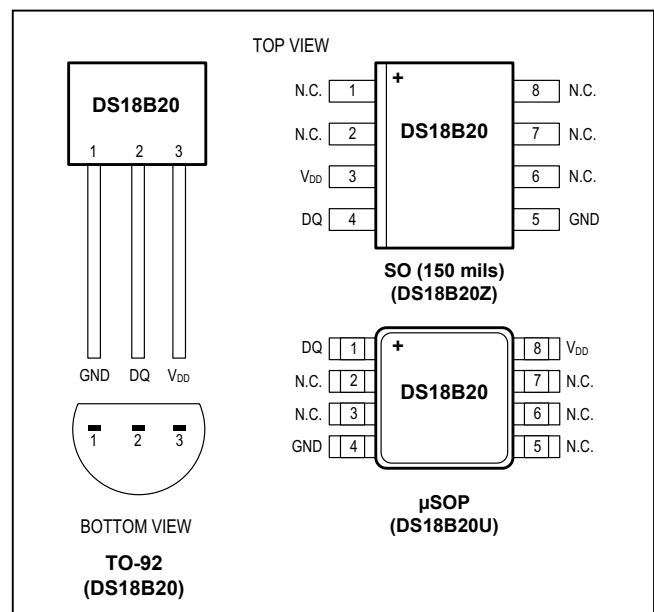 TOP VIEW
DS18B20
1 2 3
GND DQ VDD
1 2 3
BOTTOM VIEW
TO-92
(DS18B20)
+
DS18B20
N.C. 1 8 N.C.
N.C. 2 7 N.C.
VDD 3 6 N.C.
DQ 4 5 GND
SO (150 mils)
(DS18B20Z)
+
DQ 1 8 VDD
N.C. 2 7 N.C.
DS18B20
N.C. 3 6 N.C.
GND 4 5 N.C.
µSOP
(DS18B20U)